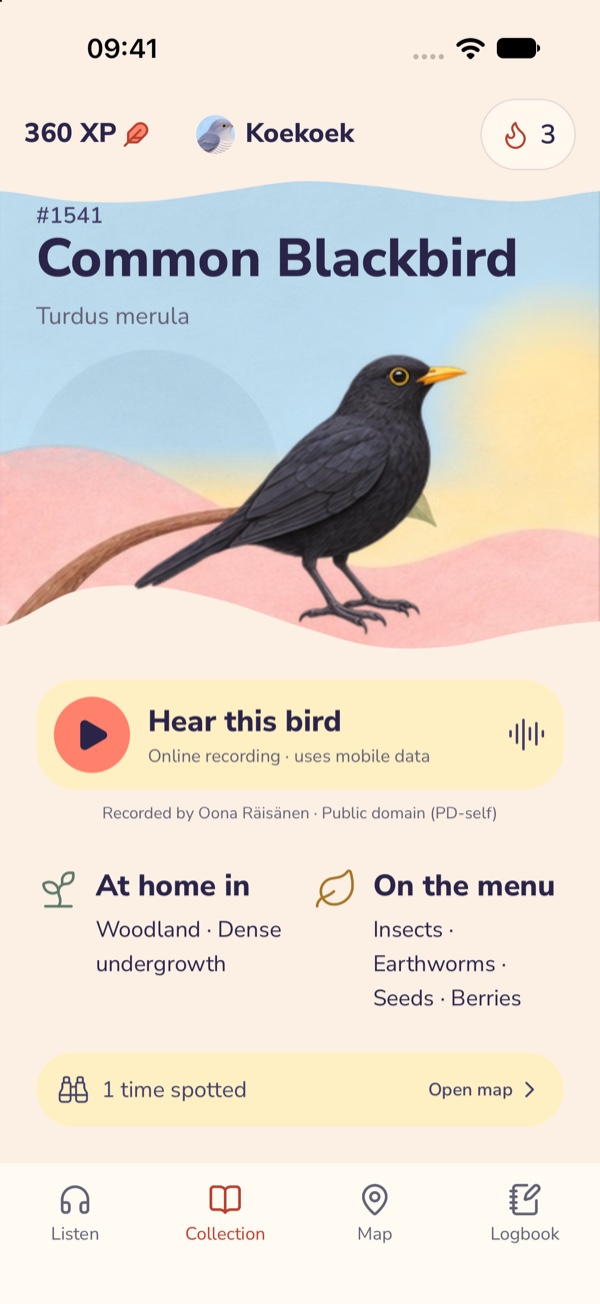 09:41
360 XP
Koekoek
3
#1541
Common Blackbird
Turdus merula
Hear this bird
Online recording · uses mobile data
Recorded by Oona Räisänen · Public domain (PD-self)
At home in
Woodland · Dense
undergrowth
On the menu
Insects ·
Earthworms ·
Seeds · Berries
1 time spotted
Open map
Listen
Collection
Map
Logbook